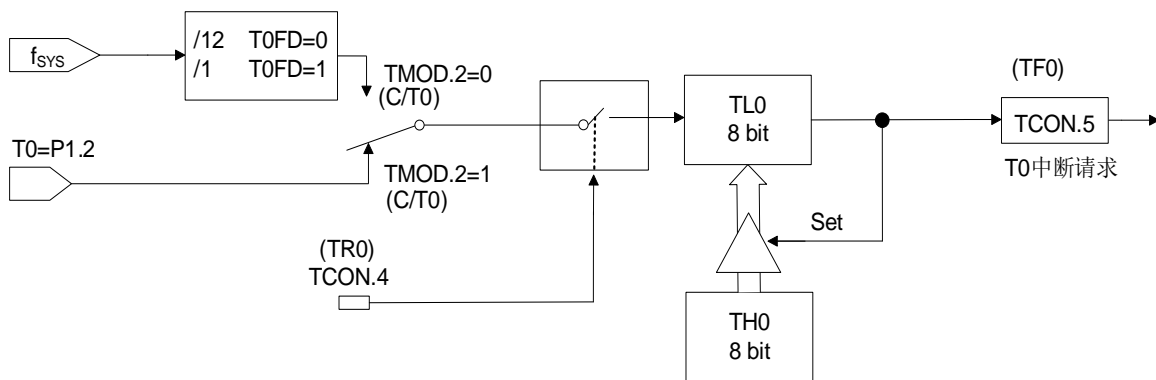 fSYS
/12 T0FD=0
/1 T0FD=1
TMOD.2=0
(C/T0)
T0=P1.2
TMOD.2=1
(C/T0)
(TR0)
TCON.4
TL0
8 bit
(TF0)
TCON.5
T0中断请求
Set
TH0
8 bit